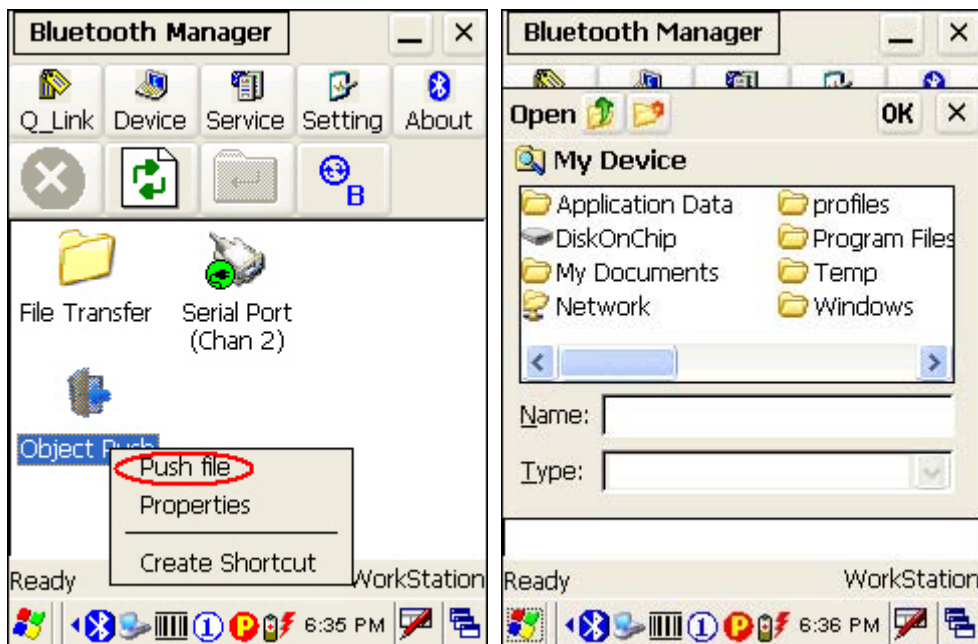 Bluetooth Manager
Q_Link Device Service Setting About
B
File Transfer
Serial Port
(Chan 2)
Object Push
Push file
Properties
Create Shortcut
Ready
WorkStation
1 P 6:35 PM
Bluetooth Manager
Open OK
My Device
Application Data
DiskOnChip
My Documents
Network
profiles
Program Files
Temp
Windows
Name:
Type:
Ready
WorkStation
1 P 6:36 PM